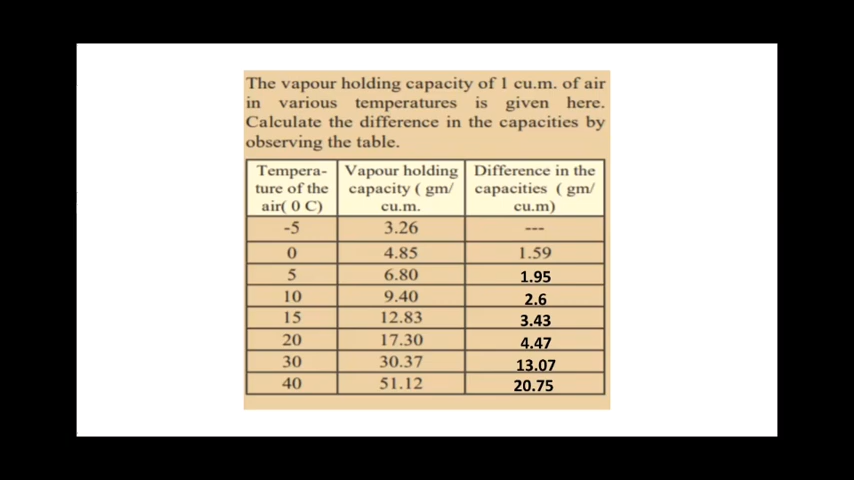 The vapour holding capacity of 1 cu.m. of air
in various temperatures is given here.
Calculate the difference in the capacities by
observing the table.
Tempera- Vapour holding Difference in the
ture of the capacity ( gm/ capacities ( gm/
air( 0 C) cu.m. cu.m)
-5 3.26 ---
0 4.85 1.59
5 6.80 1.95
10 9.40 2.6
15 12.83 3.43
20 17.30 4.47
30 30.37 13.07
40 51.12 20.75